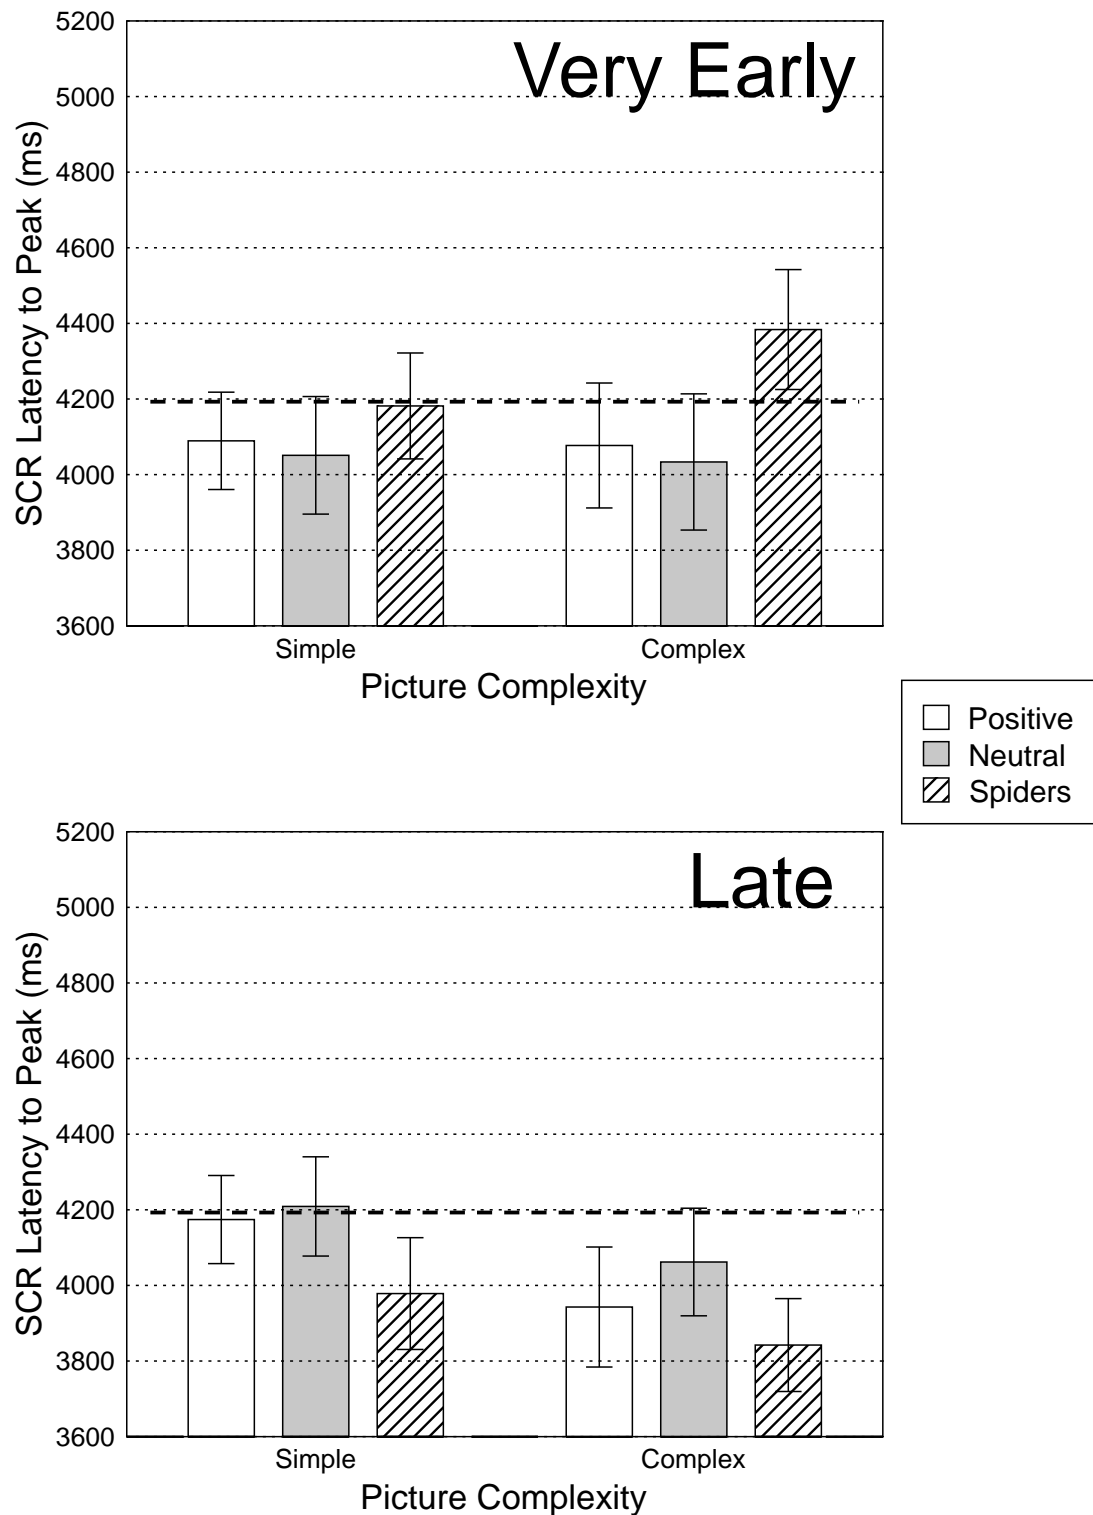 Very Early
SCR Latency to Peak (ms)
5200
5000
4800
4600
4400
4200
4000
3800
3600
Simple Complex
Picture Complexity
Positive
Neutral
Spiders
Late
SCR Latency to Peak (ms)
5200
5000
4800
4600
4400
4200
4000
3800
3600
Simple Complex
Picture Complexity